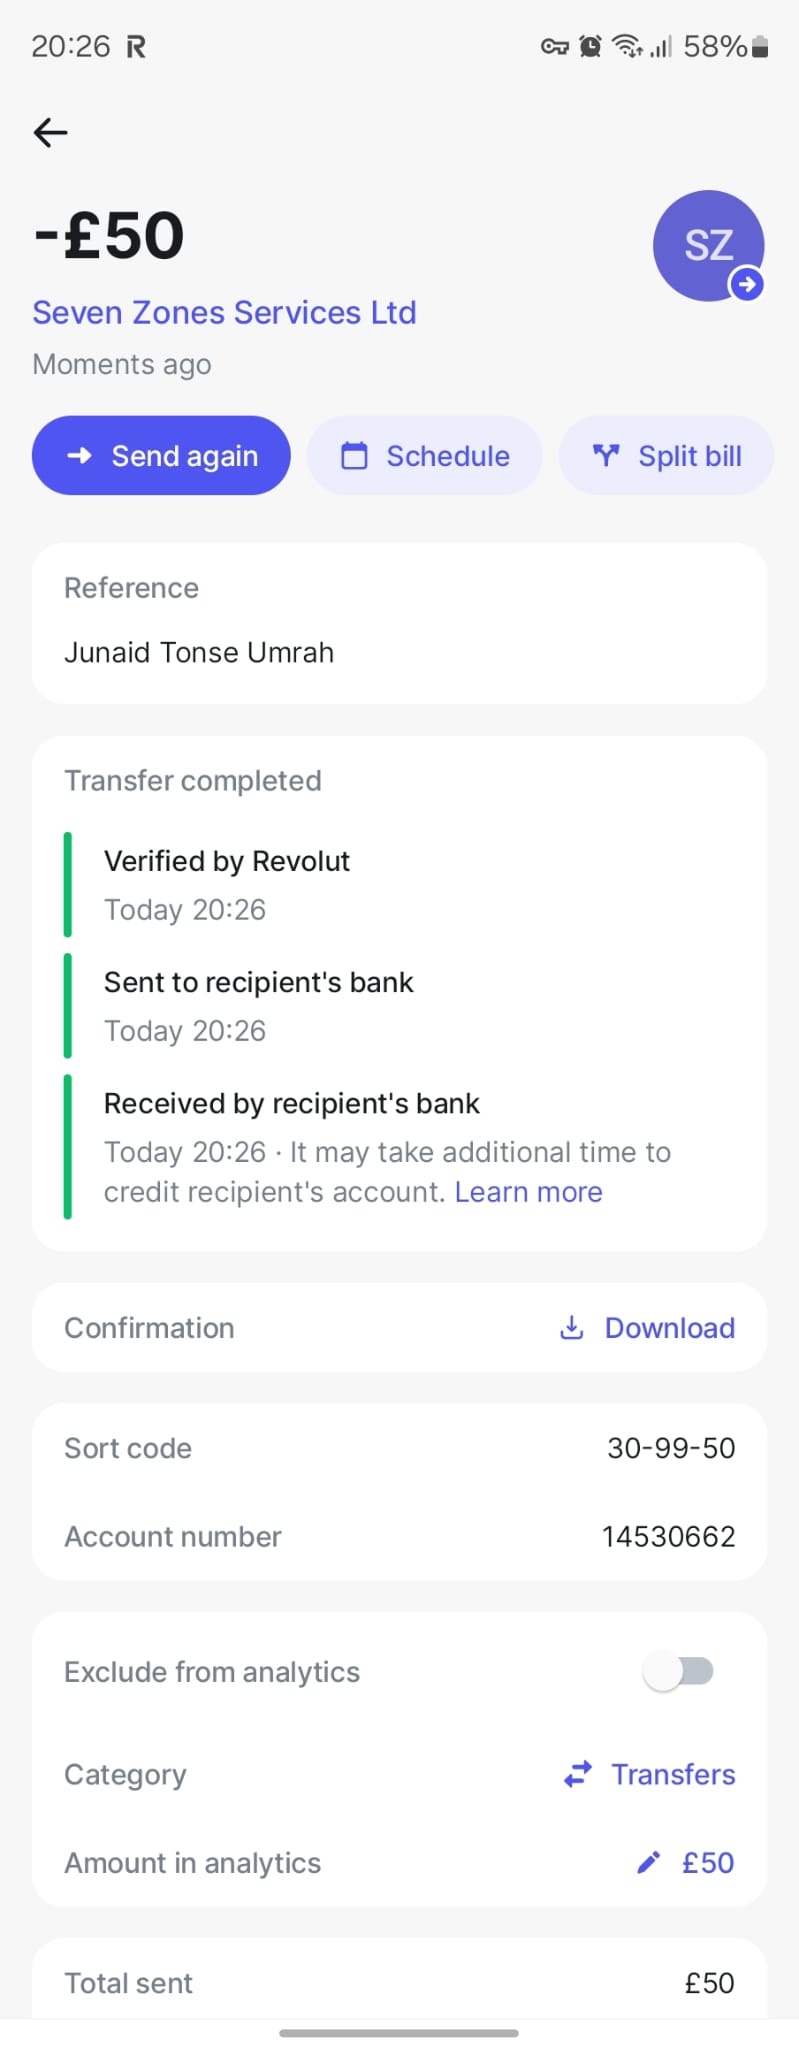 20:26 R 58%
-£50
SZ
Seven Zones Services Ltd
Moments ago
Send again Schedule Split bill
Reference
Junaid Tonse Umrah
Transfer completed
Verified by Revolut
Today 20:26
Sent to recipient's bank
Today 20:26
Received by recipient's bank
Today 20:26 · It may take additional time to
credit recipient's account. Learn more
Confirmation Download
Sort code 30-99-50
Account number 14530662
Exclude from analytics
Category Transfers
Amount in analytics £50
Total sent £50